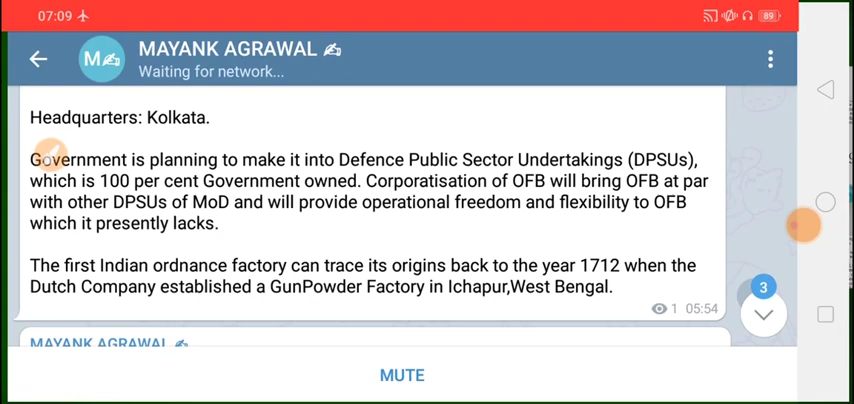 07:09
89
MAYANK AGRAWAL ✍
Waiting for network...
M✍
Headquarters: Kolkata.
Government is planning to make it into Defence Public Sector Undertakings (DPSUs),
which is 100 per cent Government owned. Corporatisation of OFB will bring OFB at par
with other DPSUs of MoD and will provide operational freedom and flexibility to OFB
which it presently lacks.
The first Indian ordnance factory can trace its origins back to the year 1712 when the
Dutch Company established a GunPowder Factory in Ichapur,West Bengal.
1 05:54
3
MAYANK AGRAWAL ✍
MUTE